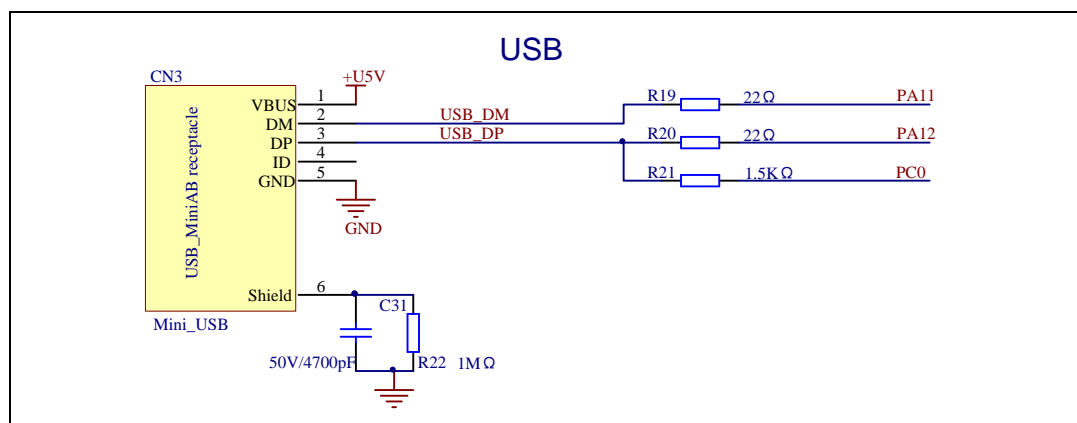 USB
CN3
+U5V
USB_MiniAB receptacle
VBUS 1
DM 2 USB_DM R19 22Ω PA11
DP 3 USB_DP R20 22Ω PA12
ID 4
GND 5 R21 1.5KΩ PC0
GND
Shield 6
C31
Mini_USB
50V/4700pF R22 1MΩ